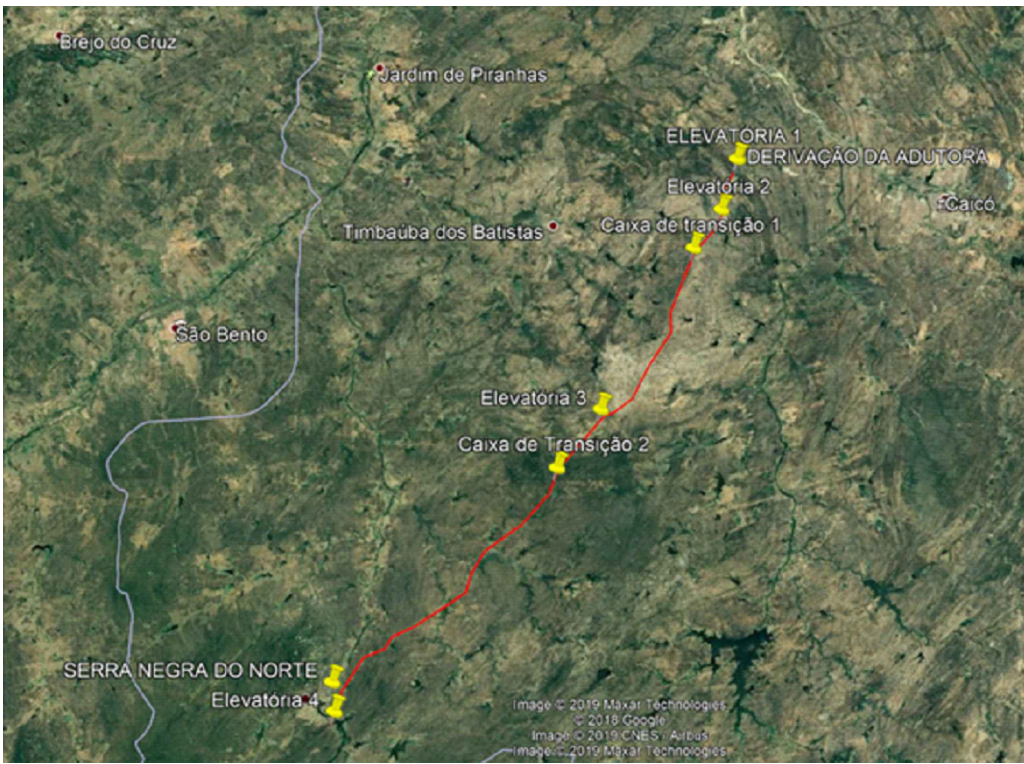 Brejo do Cruz
Jardim de Piranhas
ELEVATÓRIA 1
DERIVAÇÃO DA ADUTORA
Elevatória 2
Caicó
Caixa de transição 1
Timbaúba dos Batistas
São Bento
Elevatória 3
Caixa de Transição 2
SERRA NEGRA DO NORTE
Elevatória 4
Image © 2019 Maxar Technologies
© 2018 Google
Image © 2019 CNES / Airbus
Image © 2019 Maxar Technologies